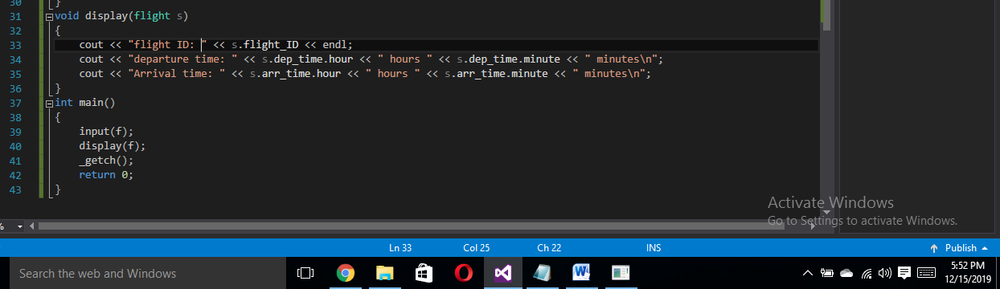 30 }
31 void display(flight s)
32 {
33 cout << "flight ID: " << s.flight_ID << endl;
34 cout << "departure time: " << s.dep_time.hour << " hours " << s.dep_time.minute << " minutes\n";
35 cout << "Arrival time: " << s.arr_time.hour << " hours " << s.arr_time.minute << " minutes\n";
36 }
37 int main()
38 {
39 input(f);
40 display(f);
41 _getch();
42 return 0;
43 }
Activate Windows
Go to Settings to activate Windows.
%
Ln 33 Col 25 Ch 22 INS Publish
Search the web and Windows
5:52 PM
12/15/2019